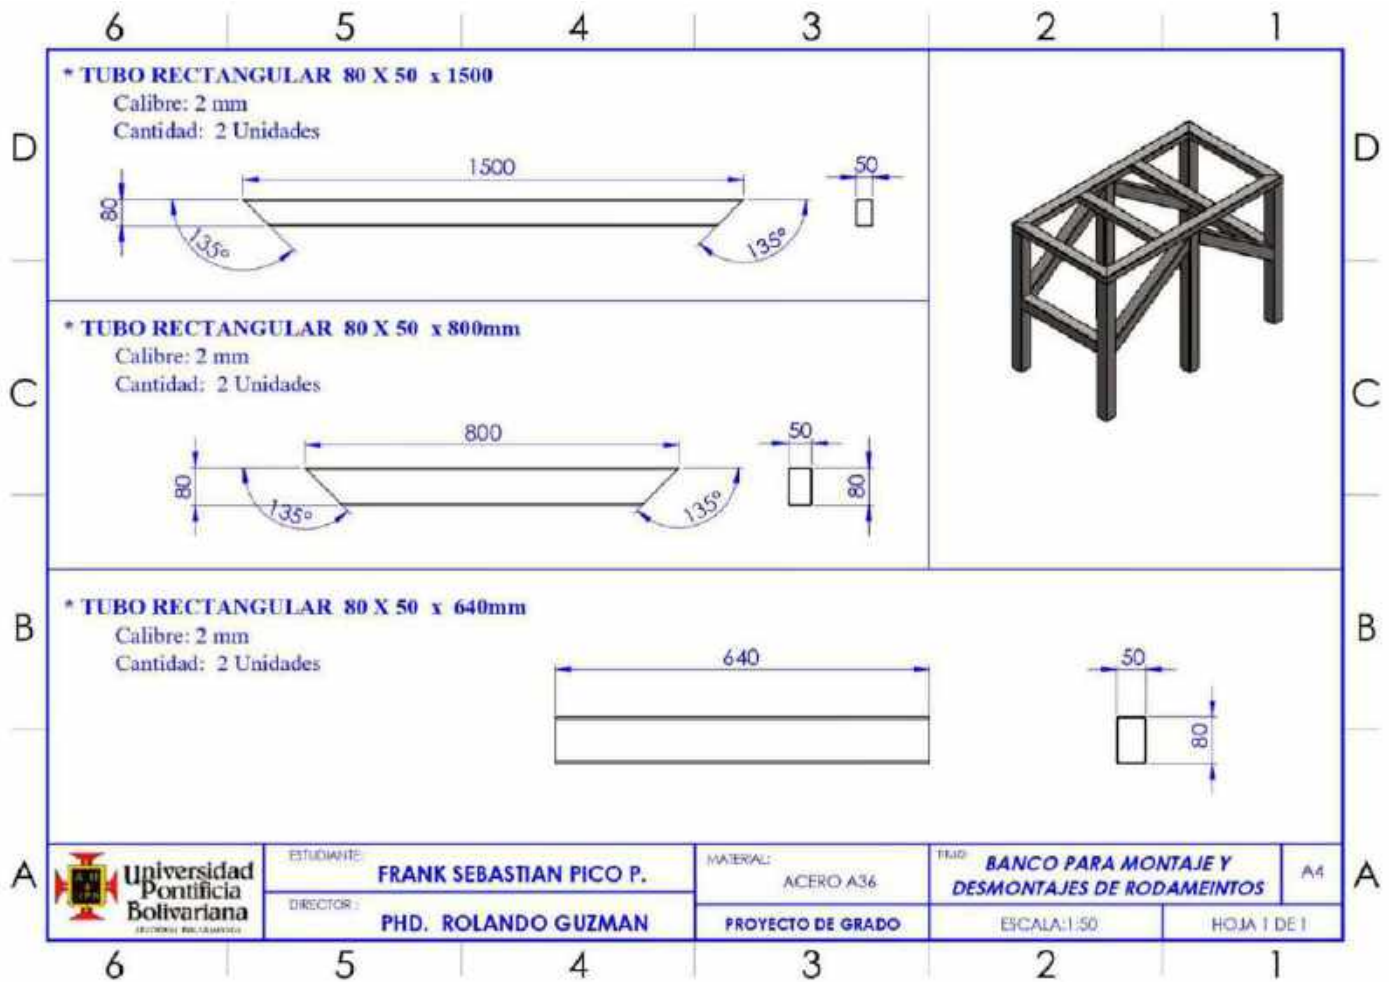 6 5 4 3 2 1
* TUBO RECTANGULAR 80 X 50 x 1500
Calibre: 2 mm
Cantidad: 2 Unidades
D D
1500 50
80
135° 135°
* TUBO RECTANGULAR 80 X 50 x 800mm
Calibre: 2 mm
Cantidad: 2 Unidades
C C
800 50
80 80
135° 135°
* TUBO RECTANGULAR 80 X 50 x 640mm
Calibre: 2 mm
Cantidad: 2 Unidades
B B
640 50
80
A A
Universidad
Pontificia
Bolivariana
ESTUDIANTE:
FRANK SEBASTIAN PICO P.
DIRECTOR :
PHD. ROLANDO GUZMAN
MATERIAL:
ACERO A36
PROYECTO DE GRADO
BANCO PARA MONTAJE Y
DESMONTAJES DE RODAMEINTOS
A4
ESCALA:1:50
HOJA 1 DE 1
6 5 4 3 2 1